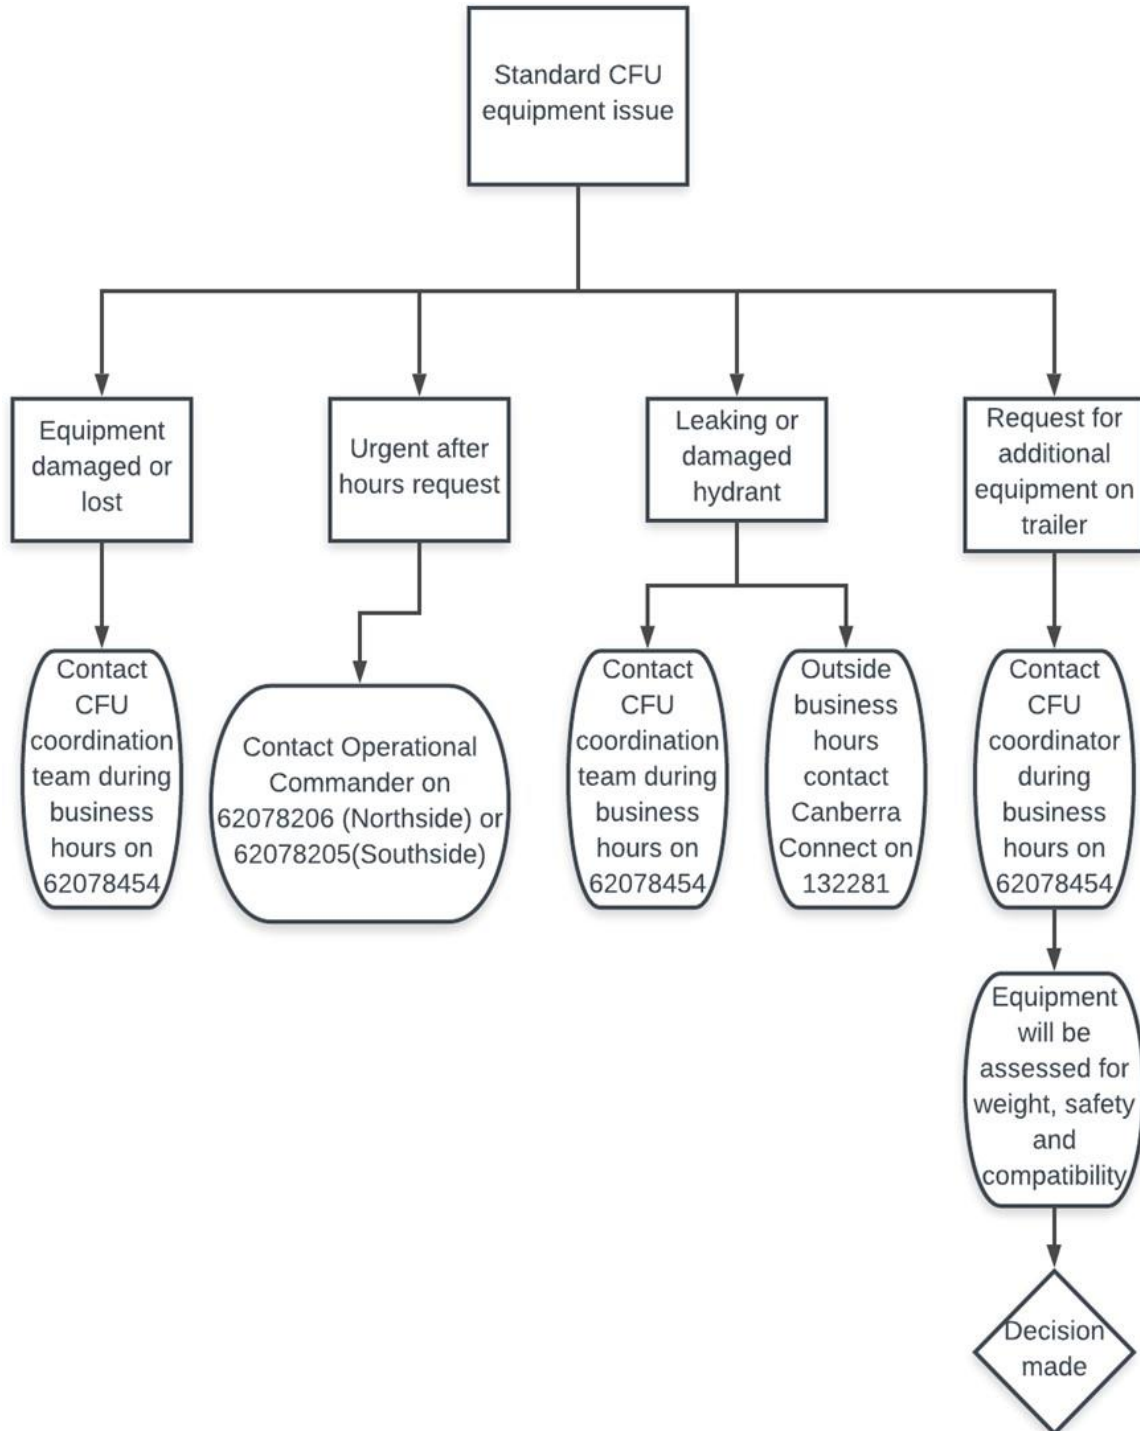 Standard CFU
equipment issue
Equipment
damaged or
lost
Urgent after
hours request
Leaking or
damaged
hydrant
Request for
additional
equipment on
trailer
Contact
CFU
coordination
team during
business
hours on
62078454
Contact Operational
Commander on
62078206 (Northside) or
62078205(Southside)
Contact
CFU
coordination
team during
business
hours on
62078454
Outside
business
hours
contact
Canberra
Connect on
132281
Contact
CFU
coordinator
during
business
hours on
62078454
Equipment
will be
assessed for
weight, safety
and
compatibility
Decision
made